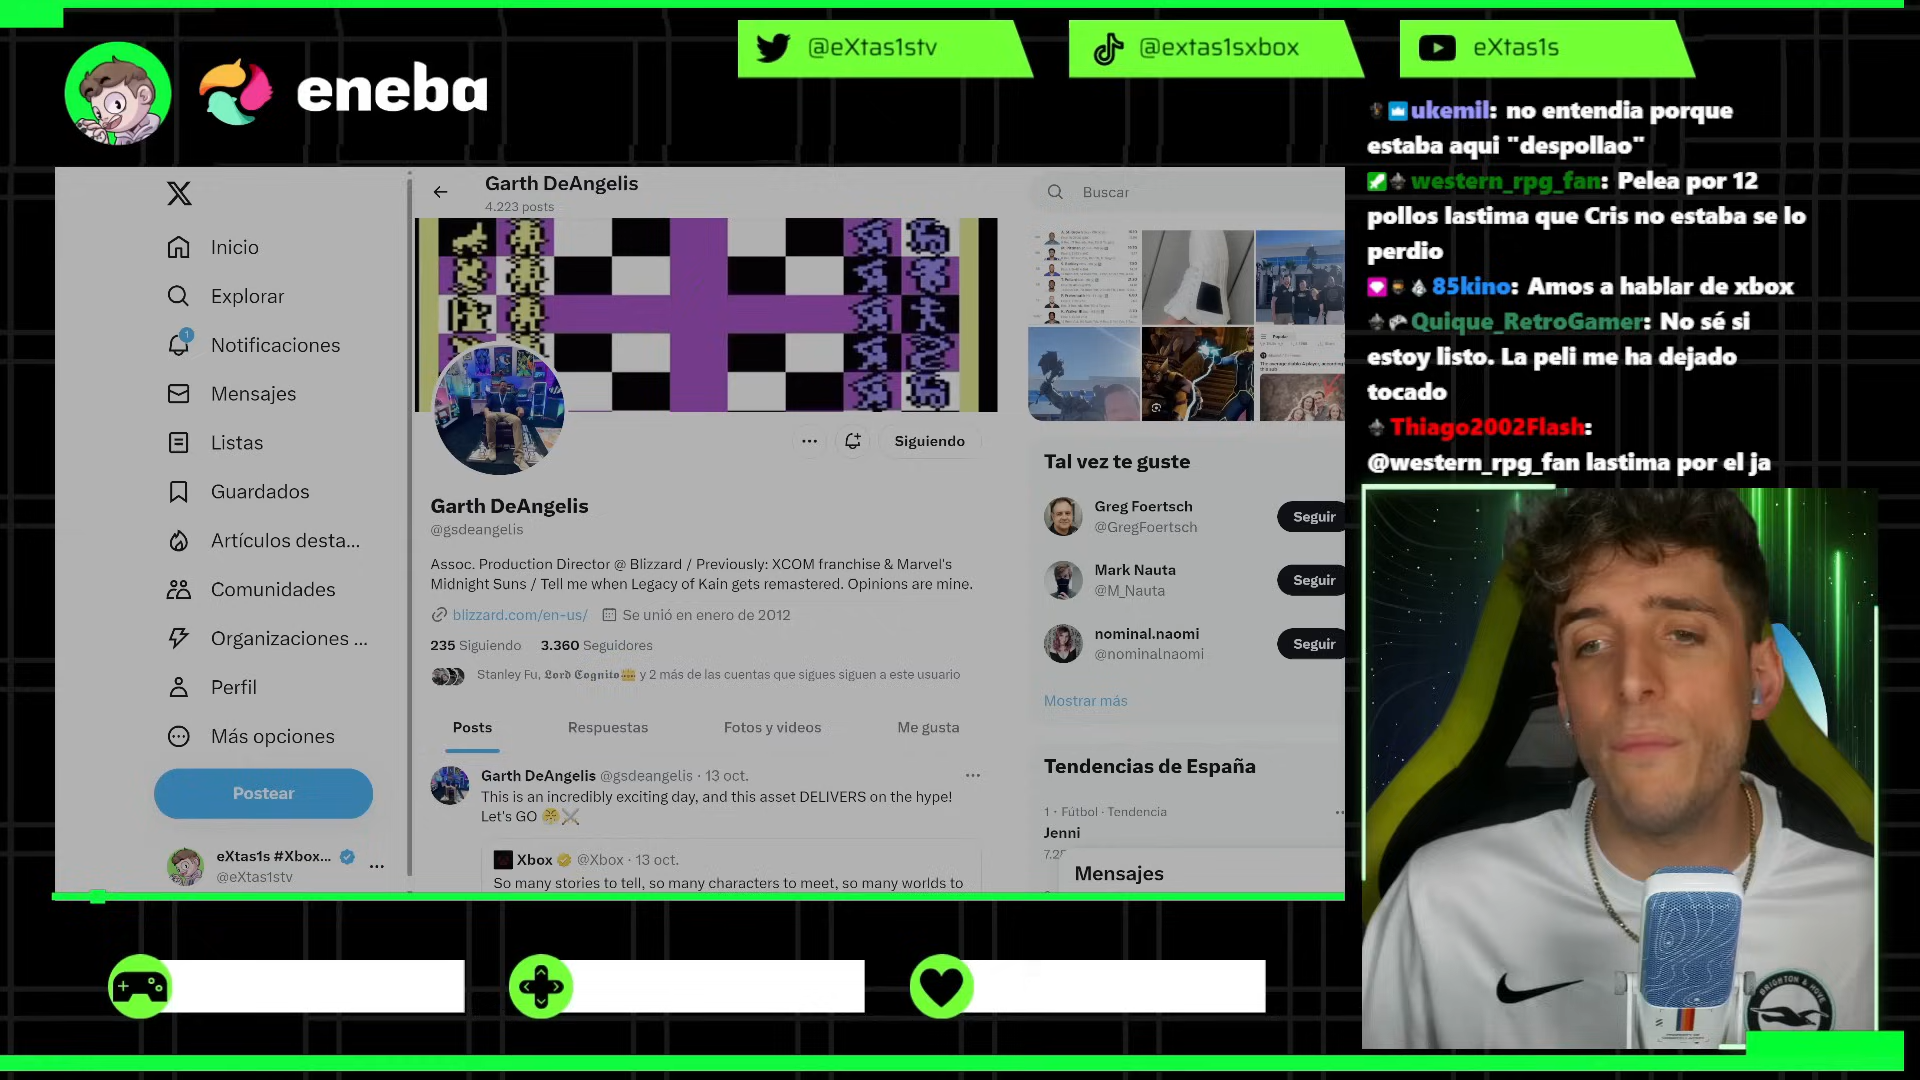 eneba
@eXtas1stv
@extas1sxbox
eXtas1s
Inicio
Explorar
1
Notificaciones
Mensajes
Listas
Guardados
Artículos desta...
Comunidades
Organizaciones ...
Perfil
Más opciones
Postear
eXtas1s #Xbox...
@eXtas1stv
Garth DeAngelis
4.223 posts
Siguiendo
Garth DeAngelis
@gsdeangelis
Assoc. Production Director @ Blizzard / Previously: XCOM franchise & Marvel's
Midnight Suns / Tell me when Legacy of Kain gets remastered. Opinions are mine.
blizzard.com/en-us/ Se unió en enero de 2012
235 Siguiendo 3.360 Seguidores
Stanley Fu, 𝕷𝖔𝖗𝖉 𝕮𝖔𝖌𝖓𝖎𝖙𝖔 y 2 más de las cuentas que sigues siguen a este usuario
Posts Respuestas Fotos y videos Me gusta
Garth DeAngelis @gsdeangelis · 13 oct.
This is an incredibly exciting day, and this asset DELIVERS on the hype!
Let's GO 😤⚔️
Xbox @Xbox · 13 oct.
So many stories to tell, so many characters to meet, so many worlds to
Buscar
Tal vez te guste
Greg Foertsch
@GregFoertsch
Seguir
Mark Nauta
@M_Nauta
Seguir
nominal.naomi
@nominalnaomi
Seguir
Mostrar más
Tendencias de España
1 · Fútbol · Tendencia
Jenni
Mensajes
ukemil: no entendia porque
estaba aqui "despollao"
western_rpg_fan: Pelea por 12
pollos lastima que Cris no estaba se lo
perdio
85kino: Amos a hablar de xbox
Quique_RetroGamer: No sé si
estoy listo. La peli me ha dejado
tocado
Thiago2002Flash:
@western_rpg_fan lastima por el ja
BRIGHTON & HOVE